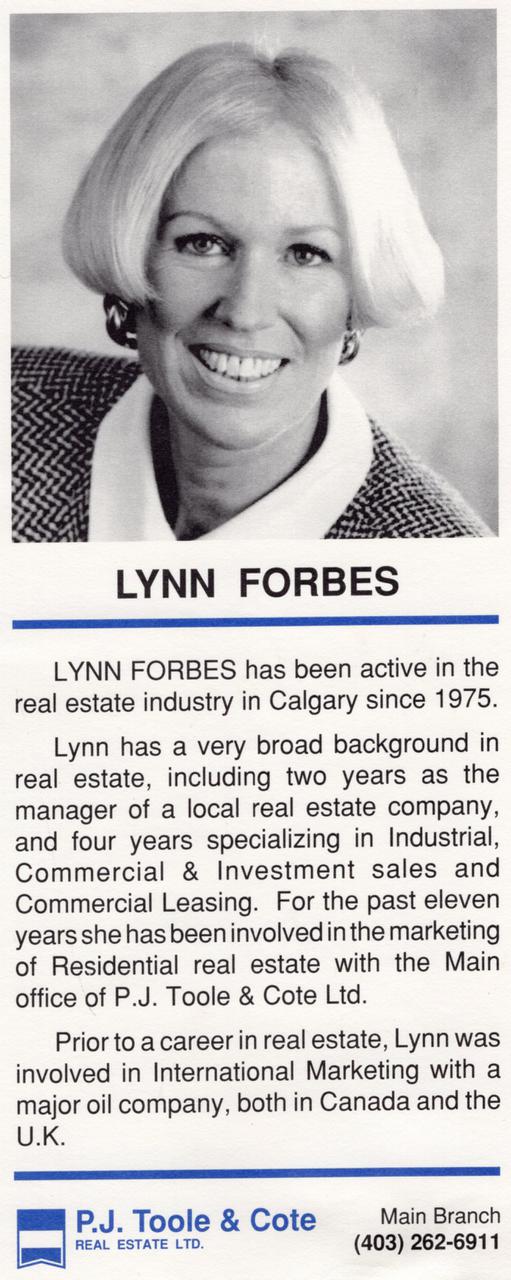 LYNN FORBES
LYNN FORBES has been active in the
real estate industry in Calgary since 1975.
Lynn has a very broad background in
real estate, including two years as the
manager of a local real estate company,
and four years specializing in Industrial,
Commercial & Investment sales and
Commercial Leasing. For the past eleven
years she has been involved in the marketing
of Residential real estate with the Main
office of P.J. Toole & Cote Ltd.
Prior to a career in real estate, Lynn was
involved in International Marketing with a
major oil company, both in Canada and the
U.K.
P.J. Toole & Cote
REAL ESTATE LTD.
Main Branch
(403) 262-6911